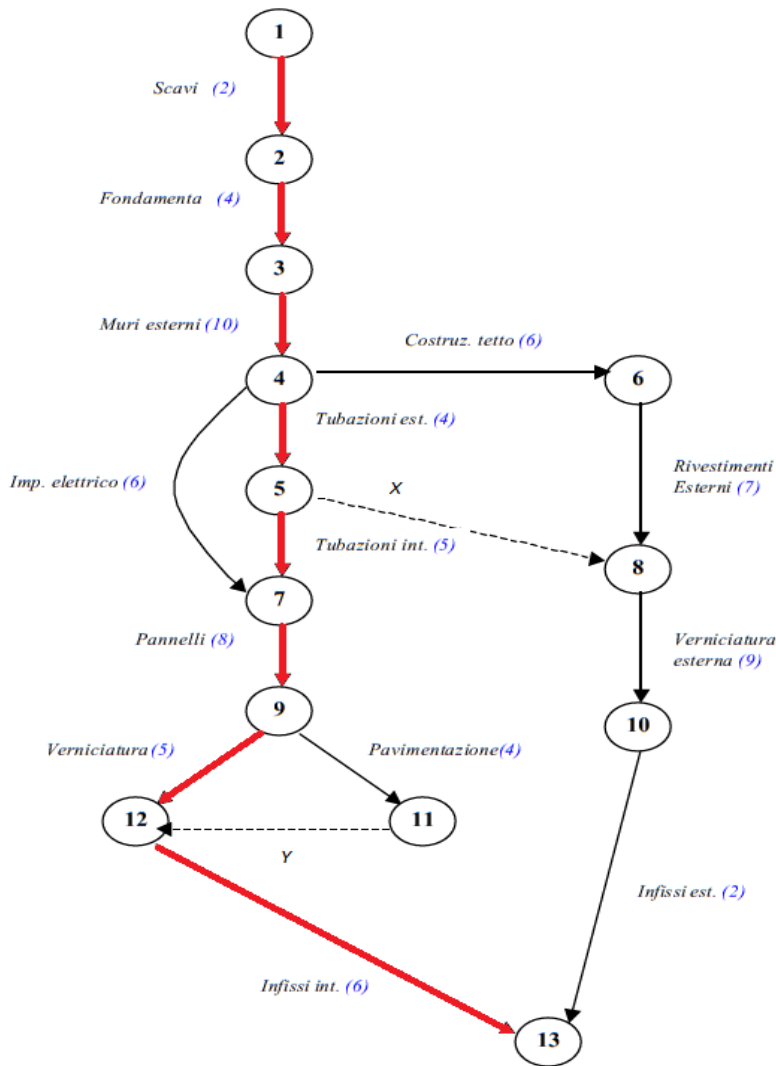 1
Scavi (2)
2
Fondamenta (4)
3
Muri esterni (10)
Costruz. tetto (6)
4
6
Tubazioni est. (4)
Imp. elettrico (6)
5
X
Rivestimenti
Esterni (7)
Tubazioni int. (5)
8
7
Pannelli (8)
Verniciatura
esterna (9)
9
10
Verniciatura (5)
Pavimentazione(4)
12
11
Y
Infissi est. (2)
Infissi int. (6)
13